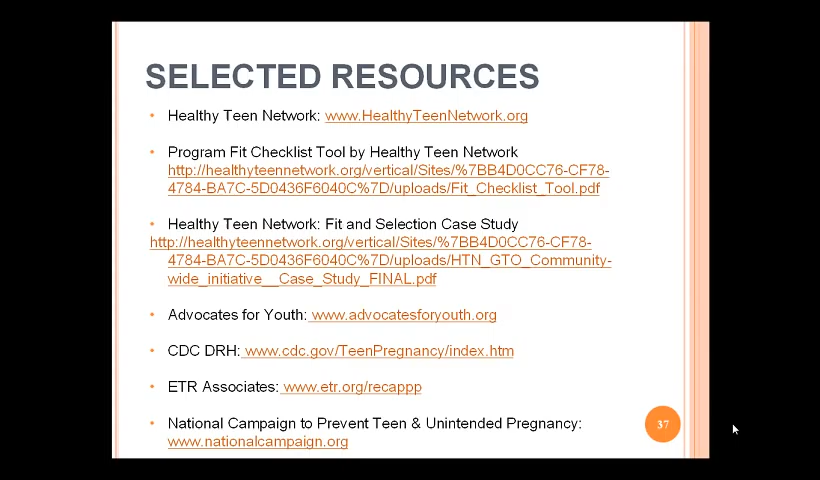 SELECTED RESOURCES
• Healthy Teen Network: www.HealthyTeenNetwork.org
• Program Fit Checklist Tool by Healthy Teen Network
http://healthyteennetwork.org/vertical/Sites/%7BB4D0CC76-CF78-
4784-BA7C-5D0436F6040C%7D/uploads/Fit_Checklist_Tool.pdf
• Healthy Teen Network: Fit and Selection Case Study
http://healthyteennetwork.org/vertical/Sites/%7BB4D0CC76-CF78-
4784-BA7C-5D0436F6040C%7D/uploads/HTN_GTO_Community-
wide_initiative__Case_Study_FINAL.pdf
• Advocates for Youth: www.advocatesforyouth.org
• CDC DRH: www.cdc.gov/TeenPregnancy/index.htm
• ETR Associates: www.etr.org/recappp
• National Campaign to Prevent Teen & Unintended Pregnancy:
www.nationalcampaign.org
37